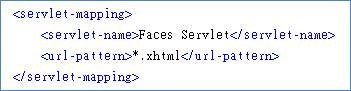 <servlet-mapping>
    <servlet-name>Faces Servlet</servlet-name>
    <url-pattern>*.xhtml</url-pattern>
</servlet-mapping>